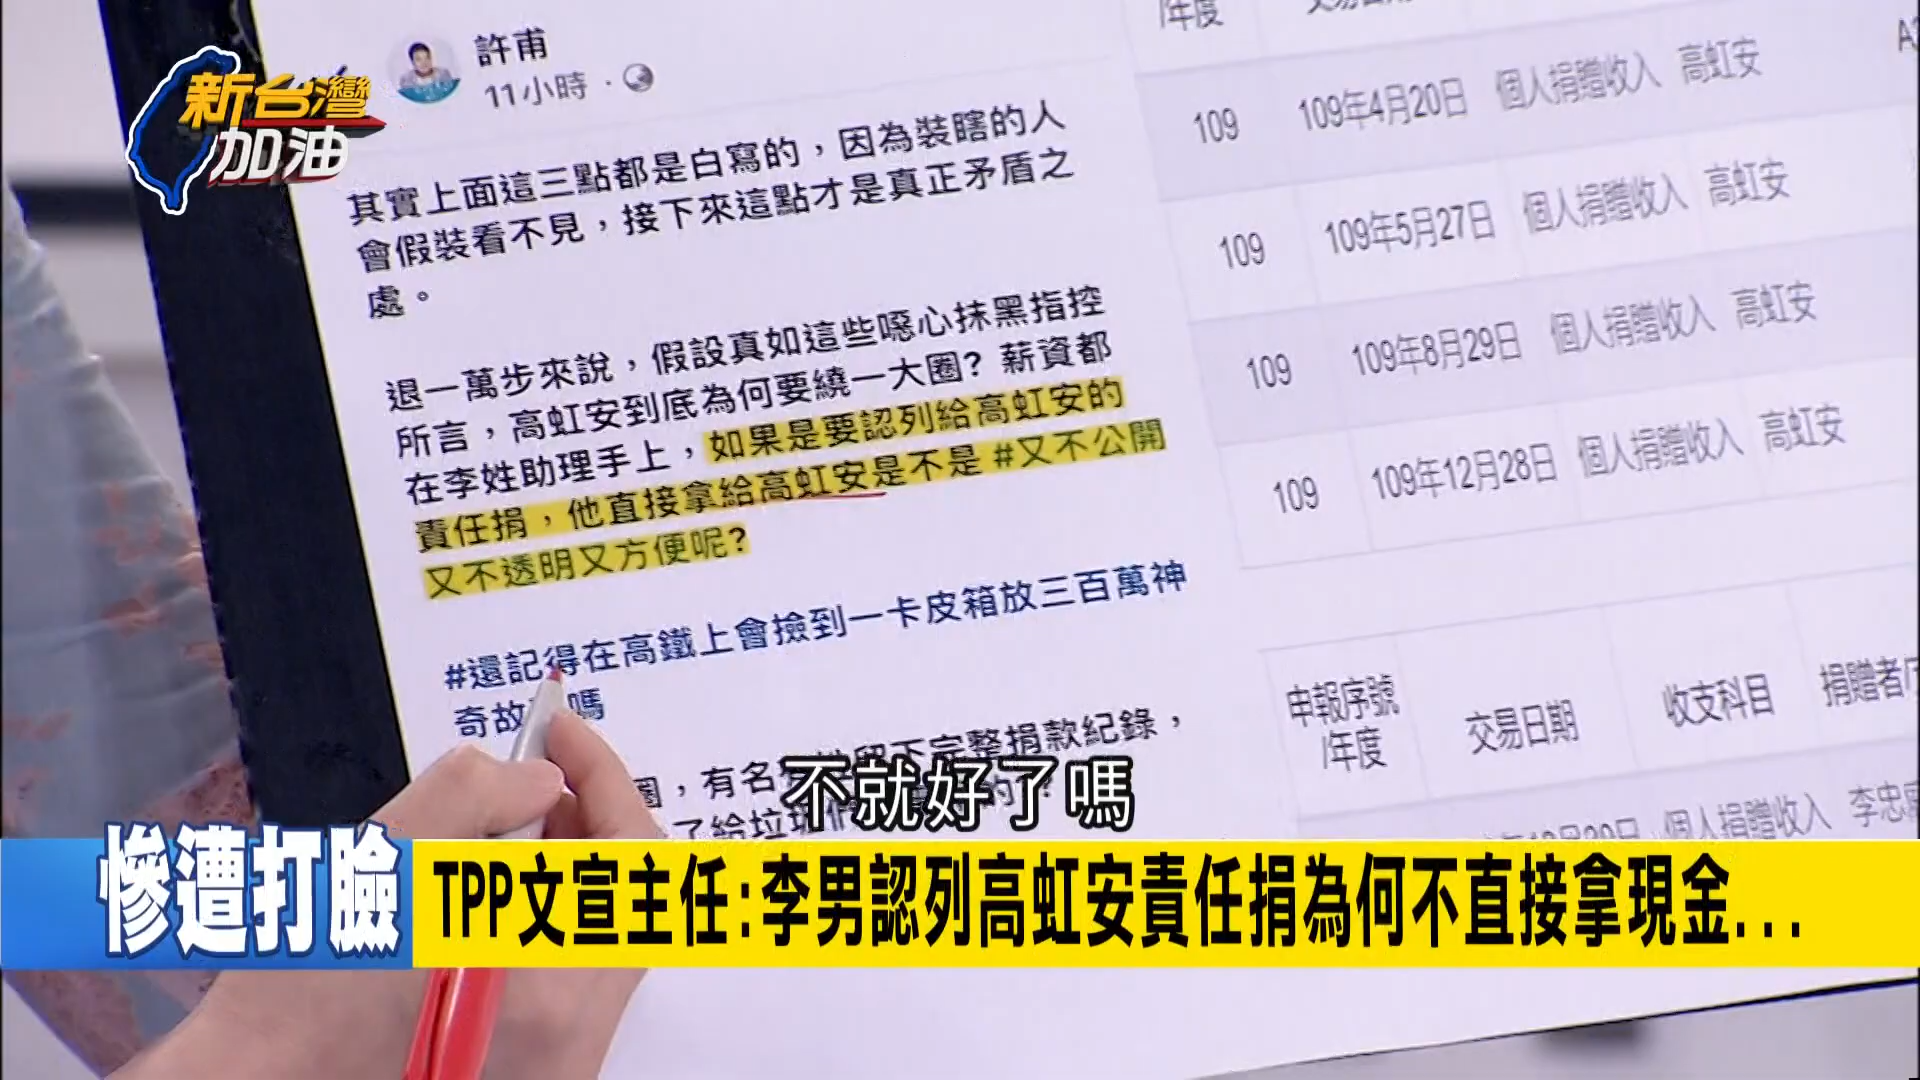 新台灣
加油
許甫
11小時
其實上面這三點都是白寫的，因為裝瞎的人
會假裝看不見，接下來這點才是真正矛盾之
處。
退一萬步來說，假設真如這些噁心抹黑指控
所言，高虹安到底為何要繞一大圈？薪資都
在李姓助理手上，如果是要認列給高虹安的
責任捐，他直接拿給高虹安是不是 #又不公開
又不透明又方便呢？
#還記得在高鐵上會撿到一卡皮箱放三百萬神
奇故 嗎
圈，有名 留下完整捐款紀錄，
/年度
109 109年4月20日 個人捐贈收入 高虹安
109 109年5月27日 個人捐贈收入 高虹安
109 109年8月29日 個人捐贈收入 高虹安
109 109年12月28日 個人捐贈收入 高虹安
申報序號
/年度 交易日期 收支科目 捐贈者/
個人捐贈收入 李忠
不就好了嗎
慘遭打臉
TPP文宣主任:李男認列高虹安責任捐為何不直接拿現金...